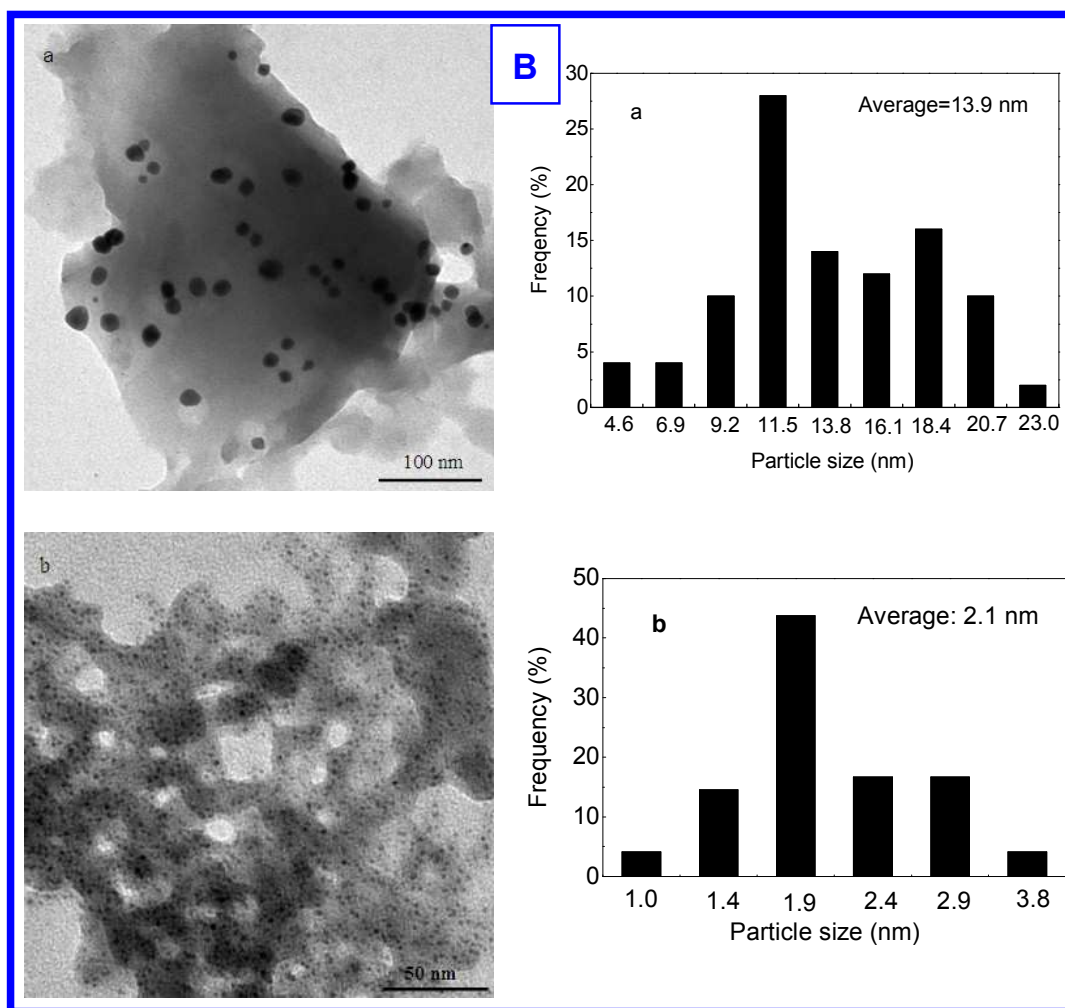 a
B
100 nm
a
Average=13.9 nm
Freqency (%)
30
25
20
15
10
5
0
4.6 6.9 9.2 11.5 13.8 16.1 18.4 20.7 23.0
Particle size (nm)
b
50 nm
b
Average: 2.1 nm
Frequency (%)
50
40
30
20
10
0
1.0 1.4 1.9 2.4 2.9 3.8
Particle size (nm)